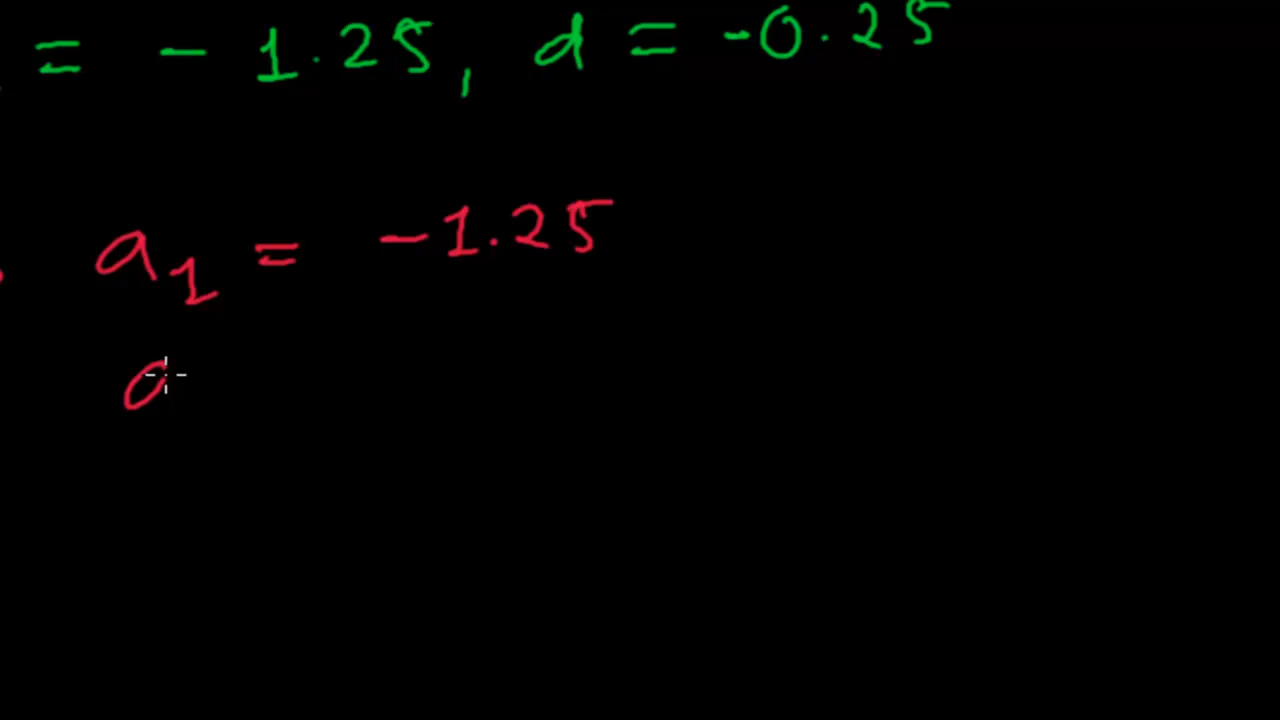 = - 1.25, d = -0.25
a1 = -1.25
a